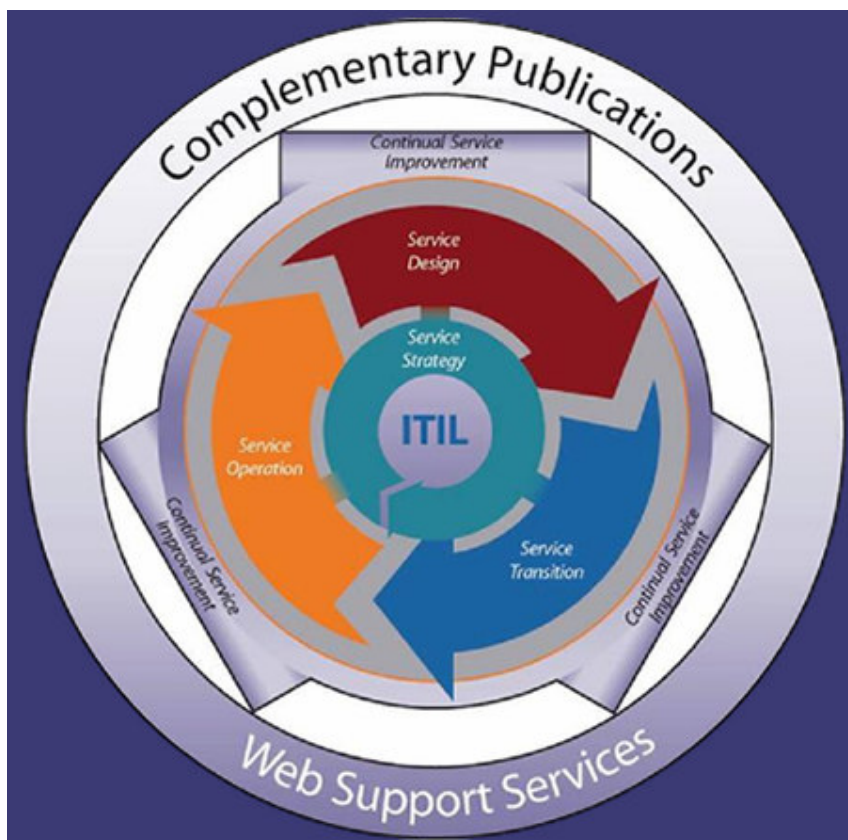 Complementary Publications
Continual Service
Improvement
Service
Design
Service
Strategy
ITIL
Service
Operation
Service
Transition
Continual Service
Improvement
Continual Service
Improvement
Web Support Services